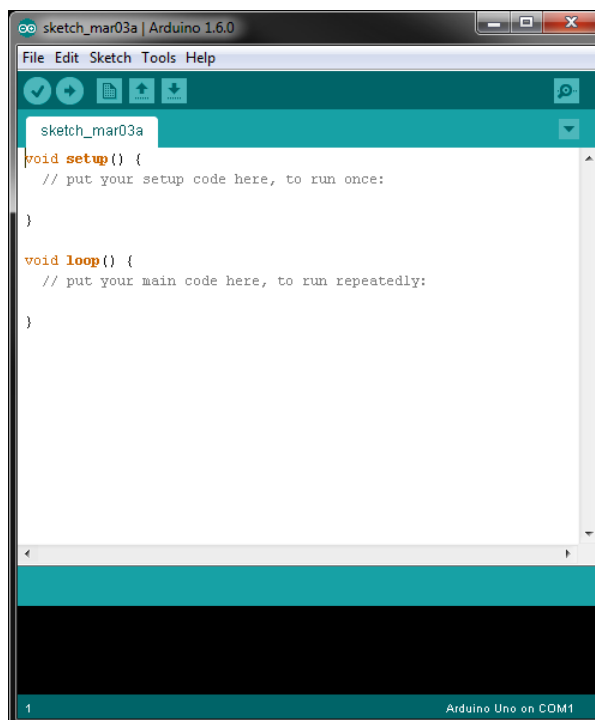 sketch_mar03a | Arduino 1.6.0
File Edit Sketch Tools Help
sketch_mar03a
void setup() {
  // put your setup code here, to run once:
}
void loop() {
  // put your main code here, to run repeatedly:
}
1 Arduino Uno on COM1